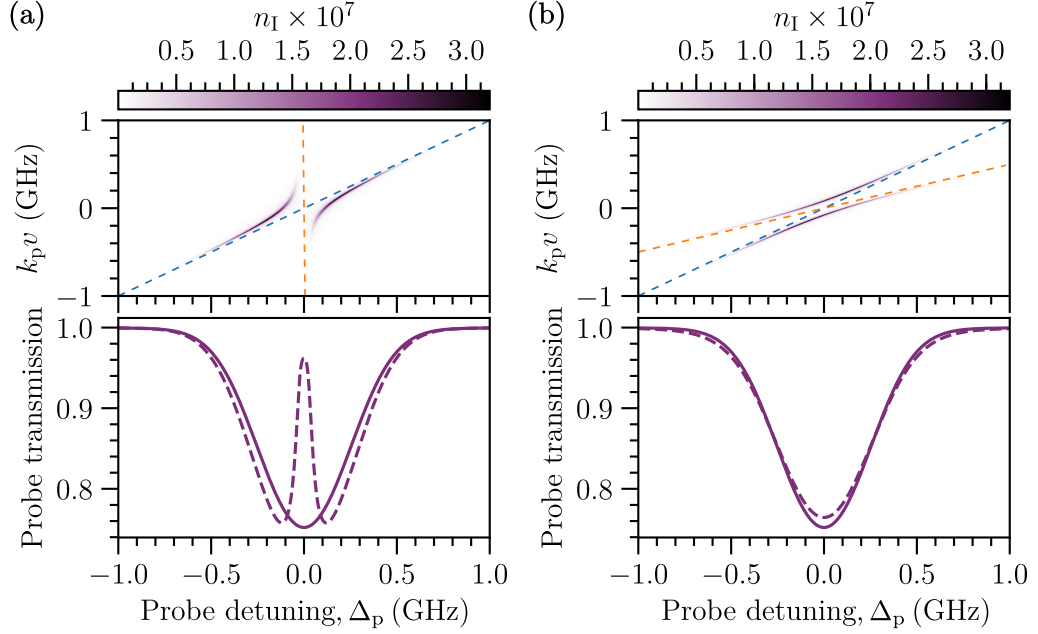 (a)
n_I × 10^7
0.5 1.0 1.5 2.0 2.5 3.0
1
0
−1
k_p v (GHz)
1.0
0.9
0.8
Probe transmission
−1.0 −0.5 0.0 0.5 1.0
Probe detuning, Δ_p (GHz)
(b)
n_I × 10^7
0.5 1.0 1.5 2.0 2.5 3.0
1
0
−1
k_p v (GHz)
1.0
0.9
0.8
Probe transmission
−1.0 −0.5 0.0 0.5 1.0
Probe detuning, Δ_p (GHz)